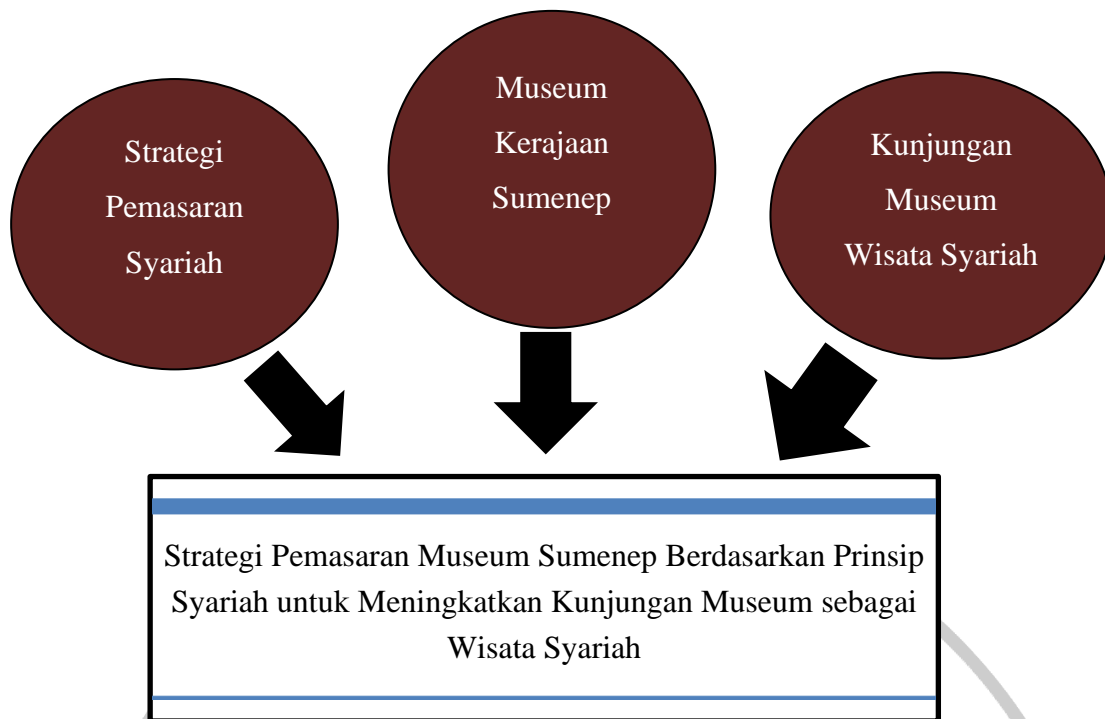 Strategi
Pemasaran
Syariah
Museum
Kerajaan
Sumenep
Kunjungan
Museum
Wisata Syariah
Strategi Pemasaran Museum Sumenep Berdasarkan Prinsip
Syariah untuk Meningkatkan Kunjungan Museum sebagai
Wisata Syariah